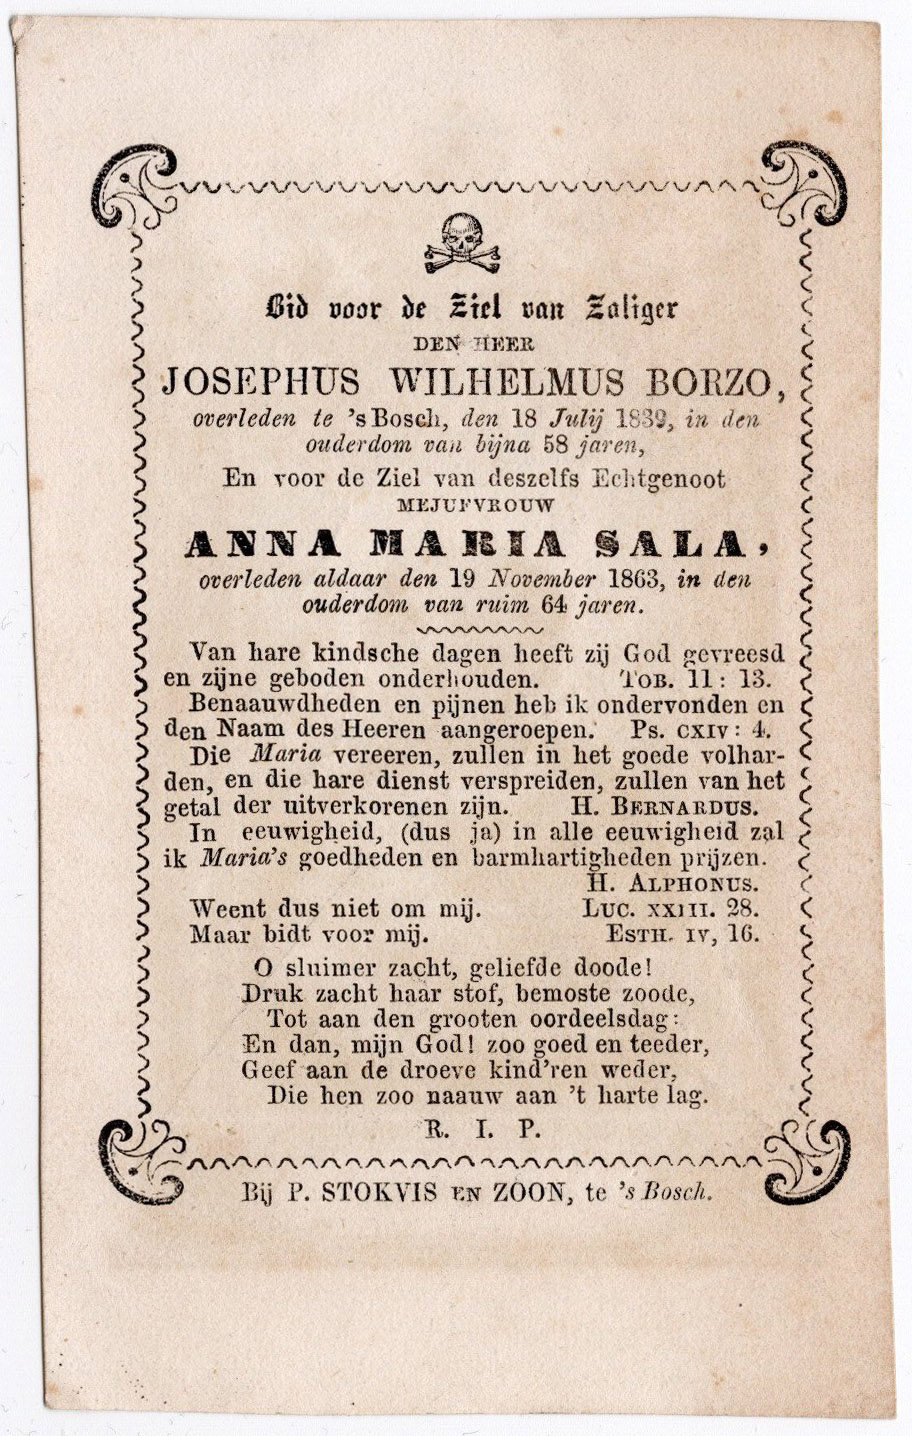 Bid voor de Ziel van Zaliger
DEN HEER
JOSEPHUS WILHELMUS BORZO,
overleden te 's Bosch, den 18 Julij 1839, in den
ouderdom van bijna 58 jaren,
En voor de Ziel van deszelfs Echtgenoot
MEJUFVROUW
ANNA MARIA SALA,
overleden aldaar den 19 November 1863, in den
ouderdom van ruim 64 jaren.
Van hare kindsche dagen heeft zij God gevreesd
en zijne geboden onderhouden. TOB. 11: 13.
Benaauwdheden en pijnen heb ik ondervonden en
den Naam des Heeren aangeroepen. Ps. CXIV: 4.
Die Maria vereeren, zullen in het goede volhar-
den, en die hare dienst verspreiden, zullen van het
getal der uitverkorenen zijn. H. BERNARDUS.
In eeuwigheid, (dus ja) in alle eeuwigheid zal
ik Maria's goedheden en barmhartigheden prijzen.
H. ALPHONUS.
Weent dus niet om mij. LUC. XXIII. 28.
Maar bidt voor mij. ESTH. IV, 16.
O sluimer zacht, geliefde doode!
Druk zacht haar stof, bemoste zoode,
Tot aan den grooten oordeelsdag:
En dan, mijn God! zoo goed en teeder,
Geef aan de droeve kind'ren weder,
Die hen zoo naauw aan 't harte lag.
R. I. P.
Bij P. STOKVIS EN ZOON, te 's Bosch.